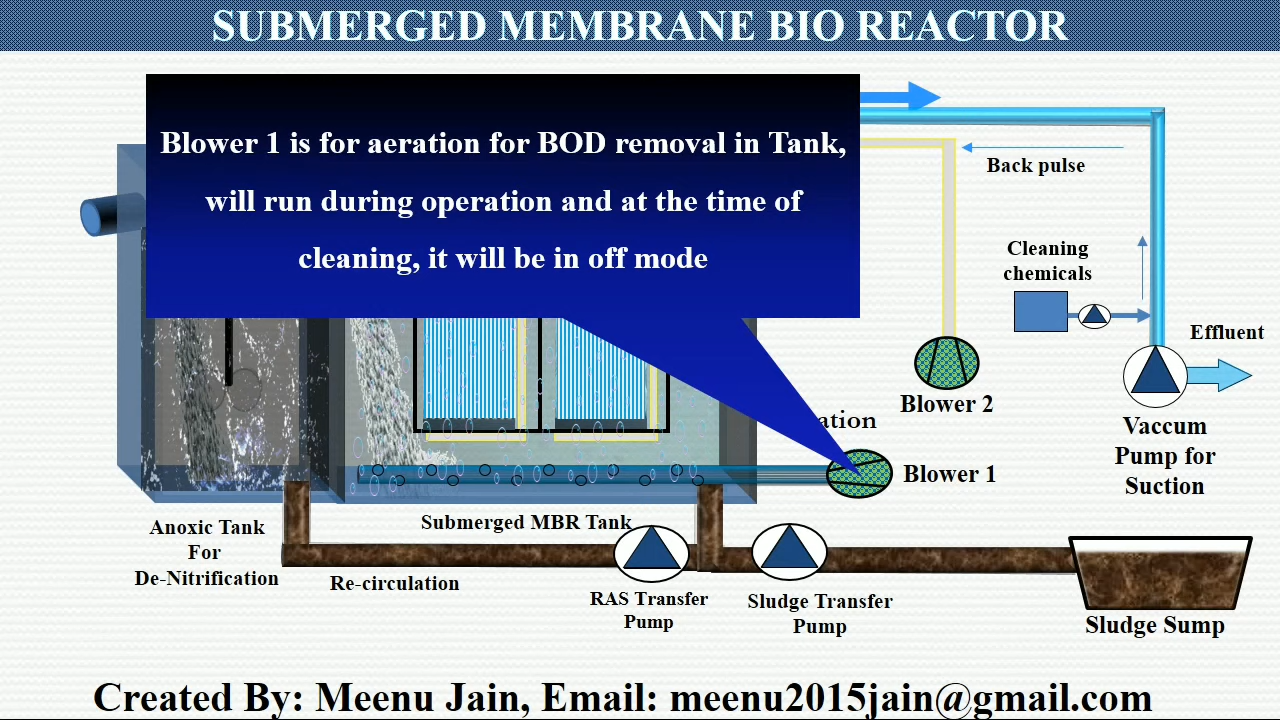 SUBMERGED MEMBRANE BIO REACTOR
Blower 1 is for aeration for BOD removal in Tank,
will run during operation and at the time of
cleaning, it will be in off mode
Back pulse
Cleaning
chemicals
Effluent
Blower 2
Vaccum
Pump for
Suction
Blower 1
Submerged MBR Tank
Anoxic Tank
For
De-Nitrification
Re-circulation
RAS Transfer
Pump
Sludge Transfer
Pump
Sludge Sump
Created By: Meenu Jain, Email: meenu2015jain@gmail.com